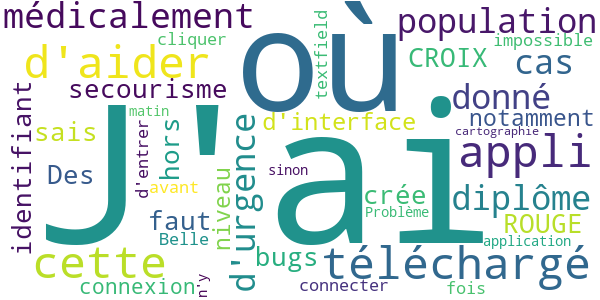 médicalement
cliquer
où
textfield
population
impossible
d'aider
CROIX
cas
secourisme
identifiant
matin
J'ai
donné
notamment
d'interface
cartographie
sais
d'entrer
hors
d'urgence
appli
Des
sinon
avant
niveau
crée
diplôme
faut
Problème
ROUGE
Belle
application
cette
bugs
téléchargé
connexion
n'y
connecter
fois